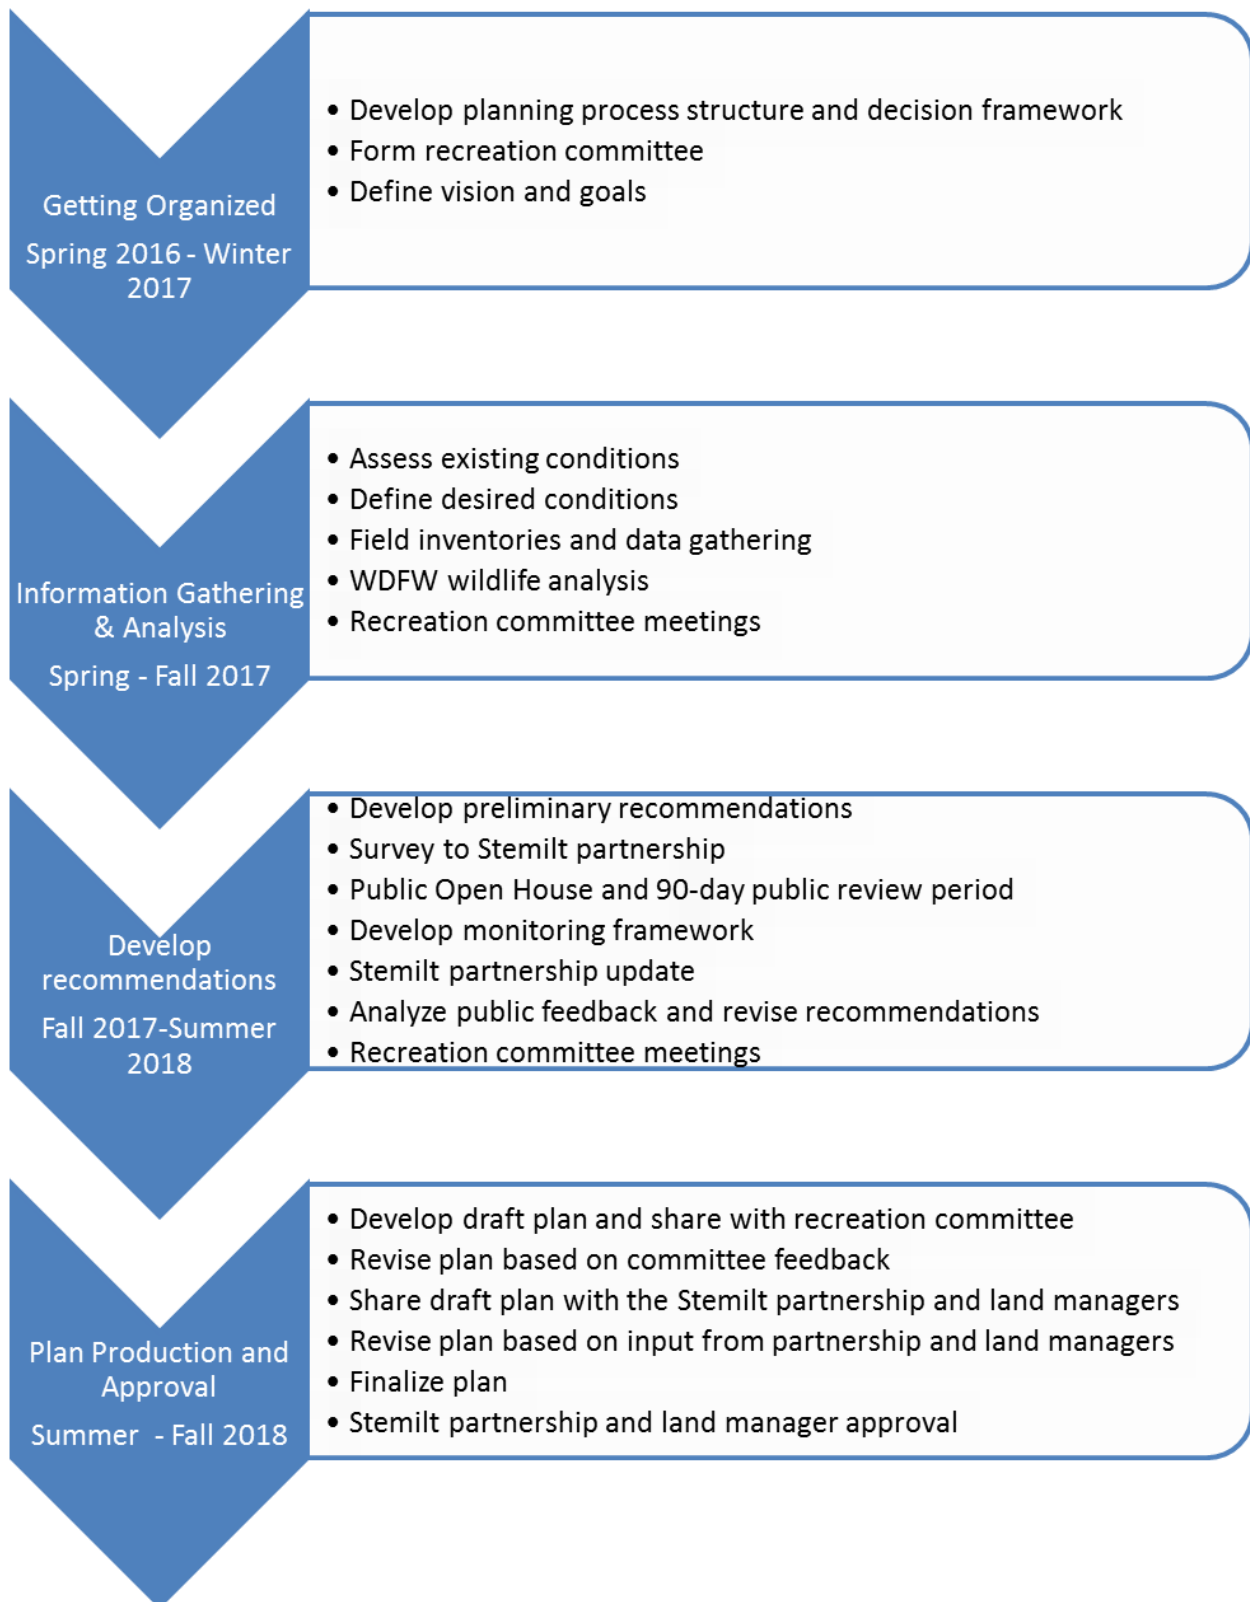 Getting Organized
Spring 2016 - Winter
2017
• Develop planning process structure and decision framework
• Form recreation committee
• Define vision and goals
Information Gathering
& Analysis
Spring - Fall 2017
• Assess existing conditions
• Define desired conditions
• Field inventories and data gathering
• WDFW wildlife analysis
• Recreation committee meetings
Develop
recommendations
Fall 2017-Summer
2018
• Develop preliminary recommendations
• Survey to Stemilt partnership
• Public Open House and 90-day public review period
• Develop monitoring framework
• Stemilt partnership update
• Analyze public feedback and revise recommendations
• Recreation committee meetings
Plan Production and
Approval
Summer  - Fall 2018
• Develop draft plan and share with recreation committee
• Revise plan based on committee feedback
• Share draft plan with the Stemilt partnership and land managers
• Revise plan based on input from partnership and land managers
• Finalize plan
• Stemilt partnership and land manager approval